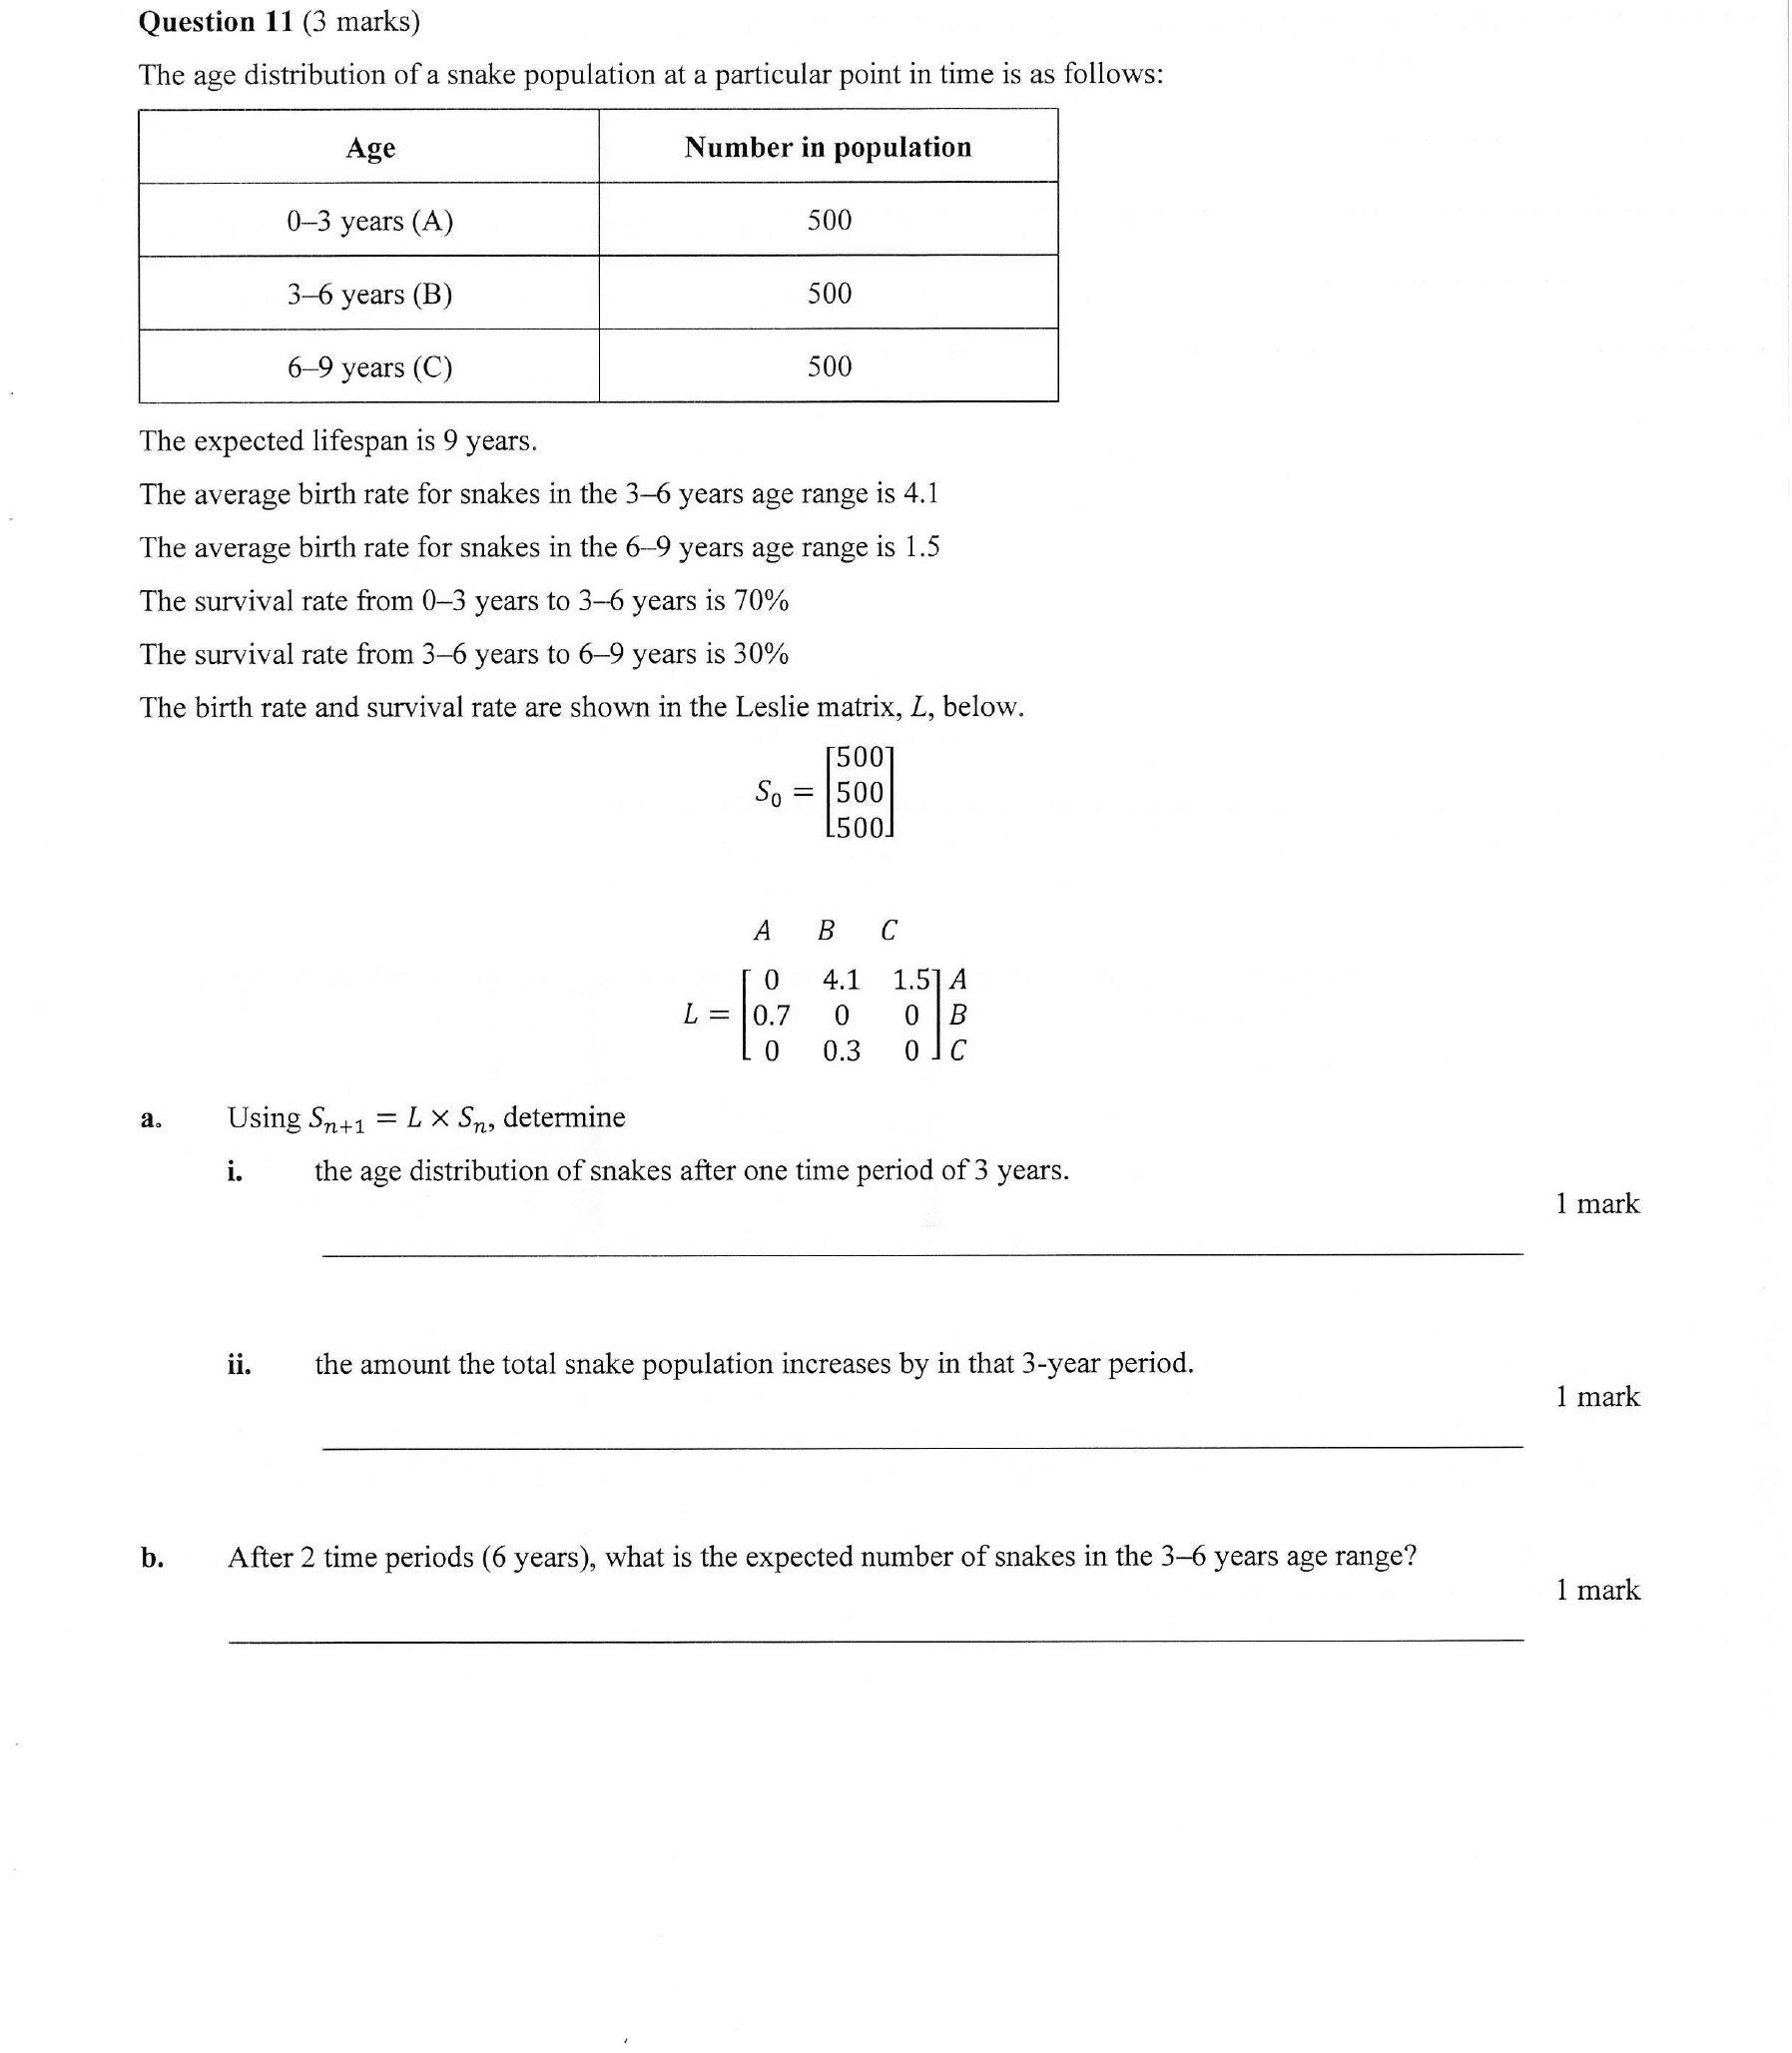 Question 11 (3 marks)
The age distribution of a snake population at a particular point in time is as follows:
Age Number in population
0–3 years (A) 500
3–6 years (B) 500
6–9 years (C) 500
The expected lifespan is 9 years.
The average birth rate for snakes in the 3–6 years age range is 4.1
The average birth rate for snakes in the 6–9 years age range is 1.5
The survival rate from 0–3 years to 3–6 years is 70%
The survival rate from 3–6 years to 6–9 years is 30%
The birth rate and survival rate are shown in the Leslie matrix, L, below.
[500]
S₀ = [500]
[500]
A B C
[0 4.1 1.5] A
L = [0.7 0 0] B
[0 0.3 0] C
a. Using Sₙ₊₁ = L × Sₙ, determine
i. the age distribution of snakes after one time period of 3 years.
1 mark
ii. the amount the total snake population increases by in that 3-year period.
1 mark
b. After 2 time periods (6 years), what is the expected number of snakes in the 3–6 years age range?
1 mark